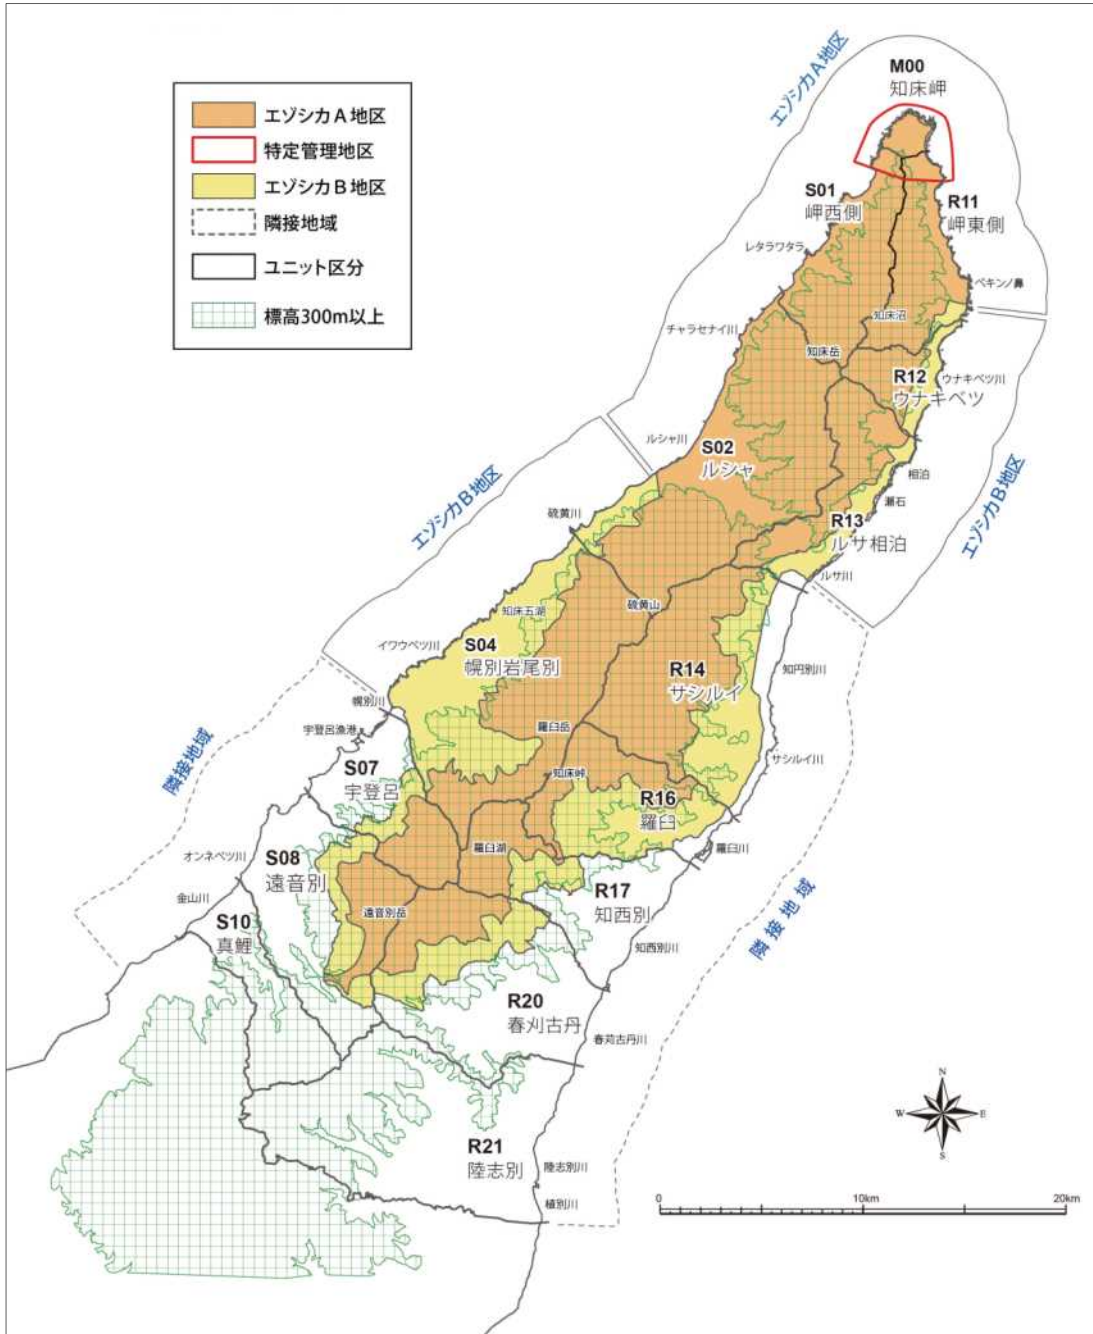 エゾシカA地区
特定管理地区
エゾシカB地区
隣接地域
ユニット区分
標高300m以上
エゾシカA地区
M00
知床岬
S01
岬西側
R11
岬東側
レタラワタラ
ペキンノ鼻
知床沼
チャラセナイ川
知床岳
R12
ウナキベツ
ウナキベツ川
ルシャ川
S02
ルシャ
エゾシカB地区
相泊
瀬石
硫黄川
R13
ルサ相泊
エゾシカB地区
ルサ川
知床五湖
硫黄山
イワウベツ川
S04
幌別岩尾別
R14
サシルイ
知円別川
幌別川
宇登呂漁港
羅臼岳
隣接地域
サシルイ川
S07
宇登呂
知床峠
R16
羅臼
羅臼湖
羅臼川
オンネベツ川
S08
遠音別
R17
知西別
金山川
遠音別岳
隣接地域
S10
真鯉
知西別川
R20
春刈古丹
春苅古丹川
N
W
E
S
R21
陸志別
陸志別川
植別川
0
10km
20km